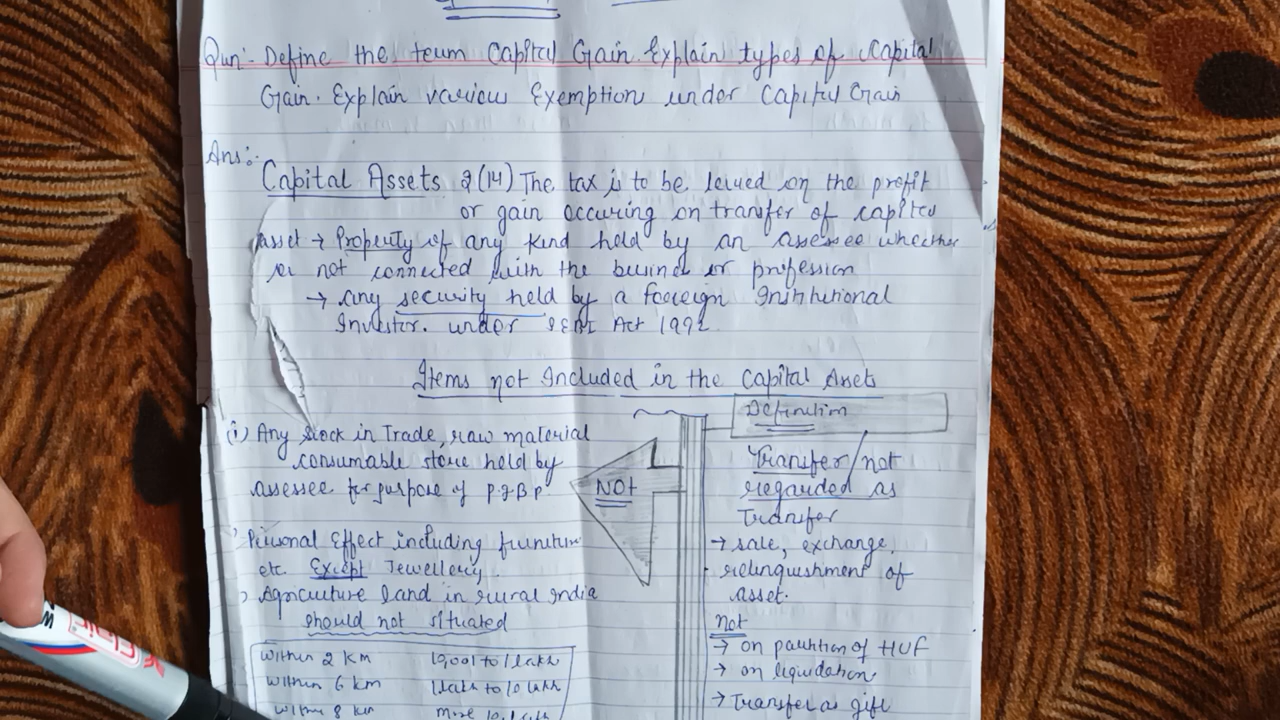 Qun:- Define the team Capital Gain. Explain types of Capital
Gain. Explain various Exemption under Capital Gain
Ans:-
Capital Assets 2(14) The tax is to be levied on the profit
or gain occuring on transfer of capital
asset → Property of any kind held by an assessee whether
or not connected with the business or profession
→ any security held by a foreign Institutional
Investor. under SEBI Act 1992
Items not Included in the Capital Assets
(i) Any stock in Trade, raw material
consumable store held by
assessee for purpose of P.g.B.P.
Personal Effect including furniture
etc. Except Jewellery.
Agriculture land in rural India
should not situated
Within 2 KM 10,001 to 1 lakh
Within 6 km 1 lakh to 10 lakh
Within 8 km more 10 lakh
NOt
Definition
Transfer/not
regarded as
Transfer
→ sale, exchange,
relinquishment of
asset.
not
→ on partition of HUF
→ on liquidation
→ Transfer as gift